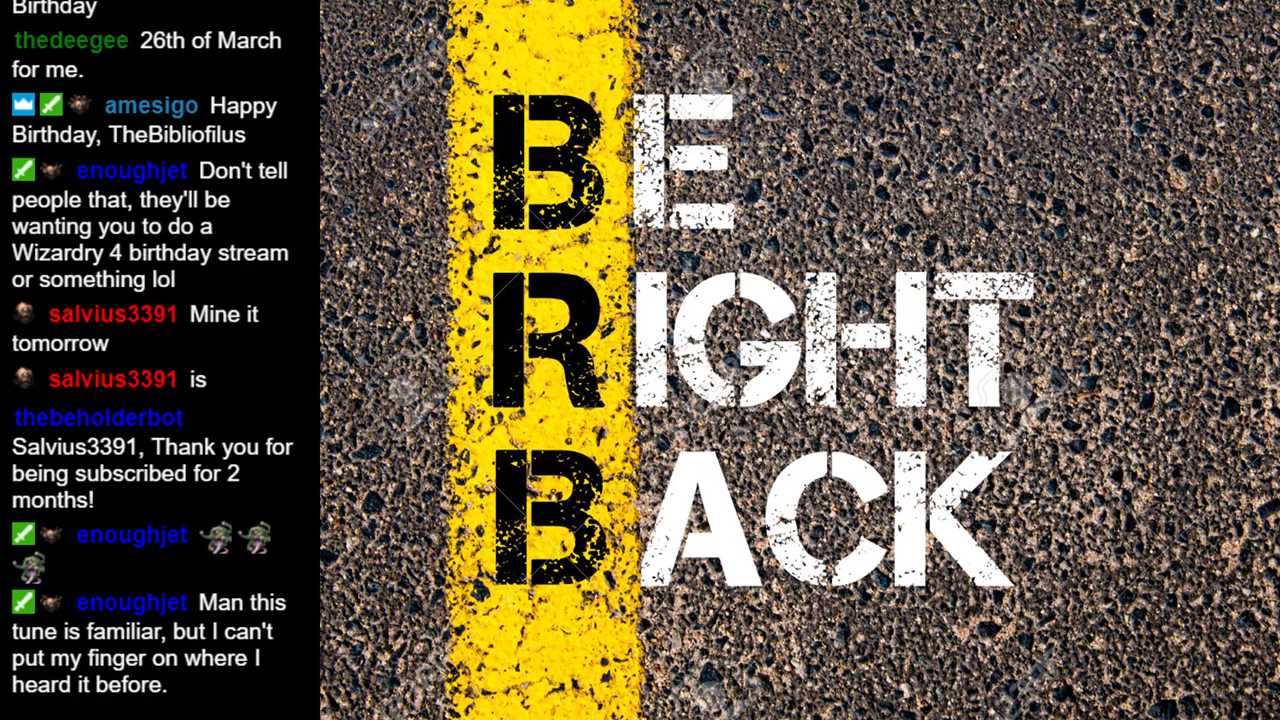 Birthday
thedeegee 26th of March
for me.
amesigo Happy
Birthday, TheBibliofilus
enoughjet Don't tell
people that, they'll be
wanting you to do a
Wizardry 4 birthday stream
or something lol
salvius3391 Mine it
tomorrow
salvius3391 is
thebeholderbot
Salvius3391, Thank you for
being subscribed for 2
months!
enoughjet
enoughjet Man this
tune is familiar, but I can't
put my finger on where I
heard it before.
BE
RIGHT
BACK